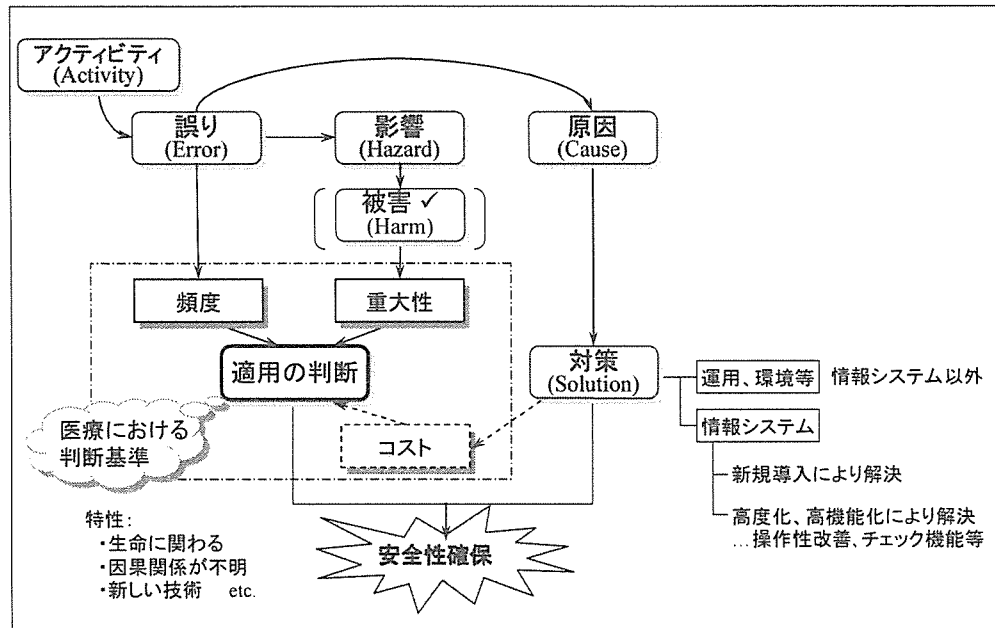 アクティビティ
(Activity)
誤り
(Error)
影響
(Hazard)
原因
(Cause)
被害 ✓
(Harm)
頻度
重大性
適用の判断
対策
(Solution)
運用、環境等 情報システム以外
情報システム
医療における
判断基準
コスト
新規導入により解決
高度化、高機能化により解決
…操作性改善、チェック機能等
特性:
・生命に関わる
・因果関係が不明
・新しい技術 etc.
安全性確保